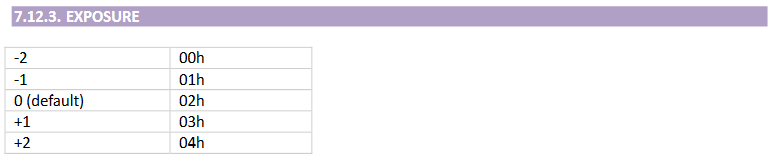 7.12.3. EXPOSURE
-2 00h
-1 01h
0 (default) 02h
+1 03h
+2 04h